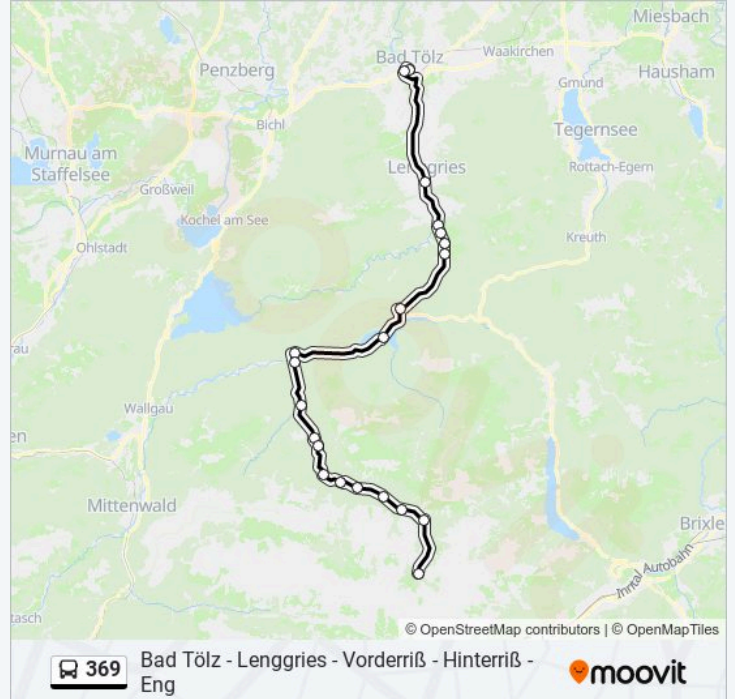 Miesbach
Bad Tölz
Waakirchen
Penzberg
Hausham
Gmund
Bichl
Tegernsee
Murnau am
Staffelsee
Lenggries
Rottach-Egern
Großweil
Kochel am See
Kreuth
Ohlstadt
au
Wallgau
en
Mittenwald
Brixle
Inntal Autobahn
tasch
© OpenStreetMap contributors | © OpenMapTiles
369
Bad Tölz - Lenggries - Vorderriß - Hinterriß -
Eng
moovit